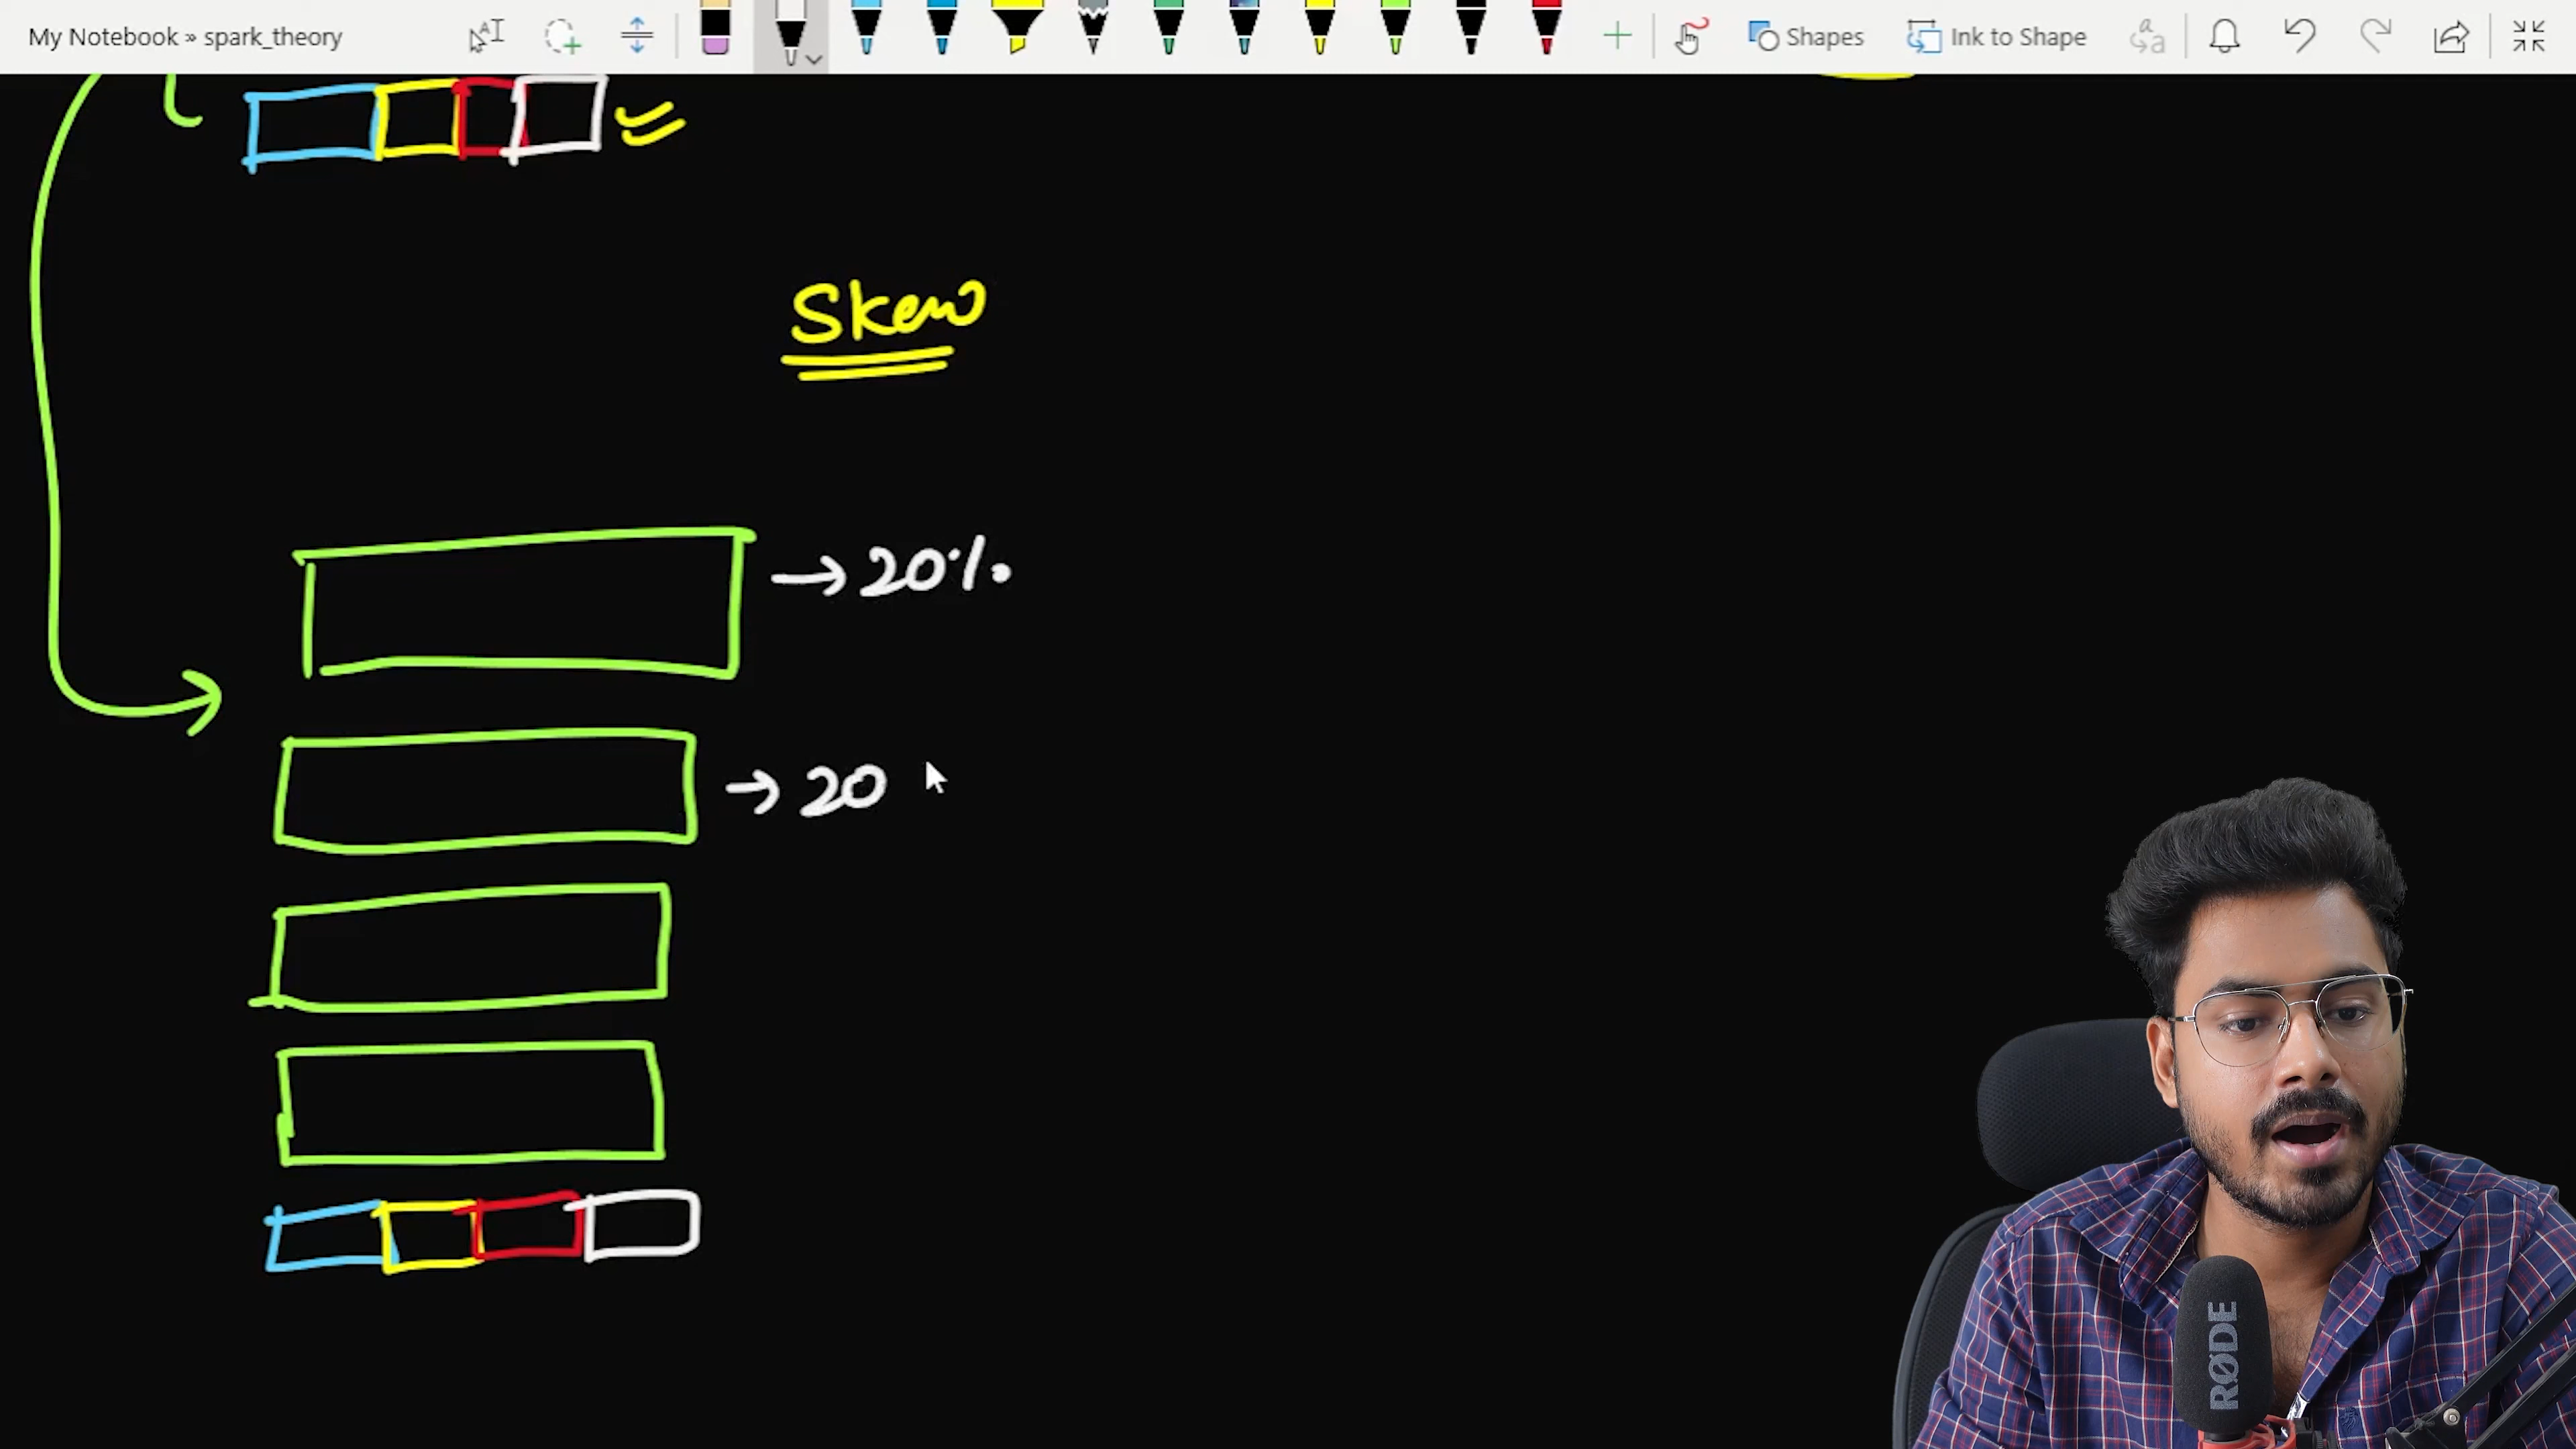 My Notebook » spark_theory
Shapes
Ink to Shape
Skew
→ 20%
→ 20
RØDE